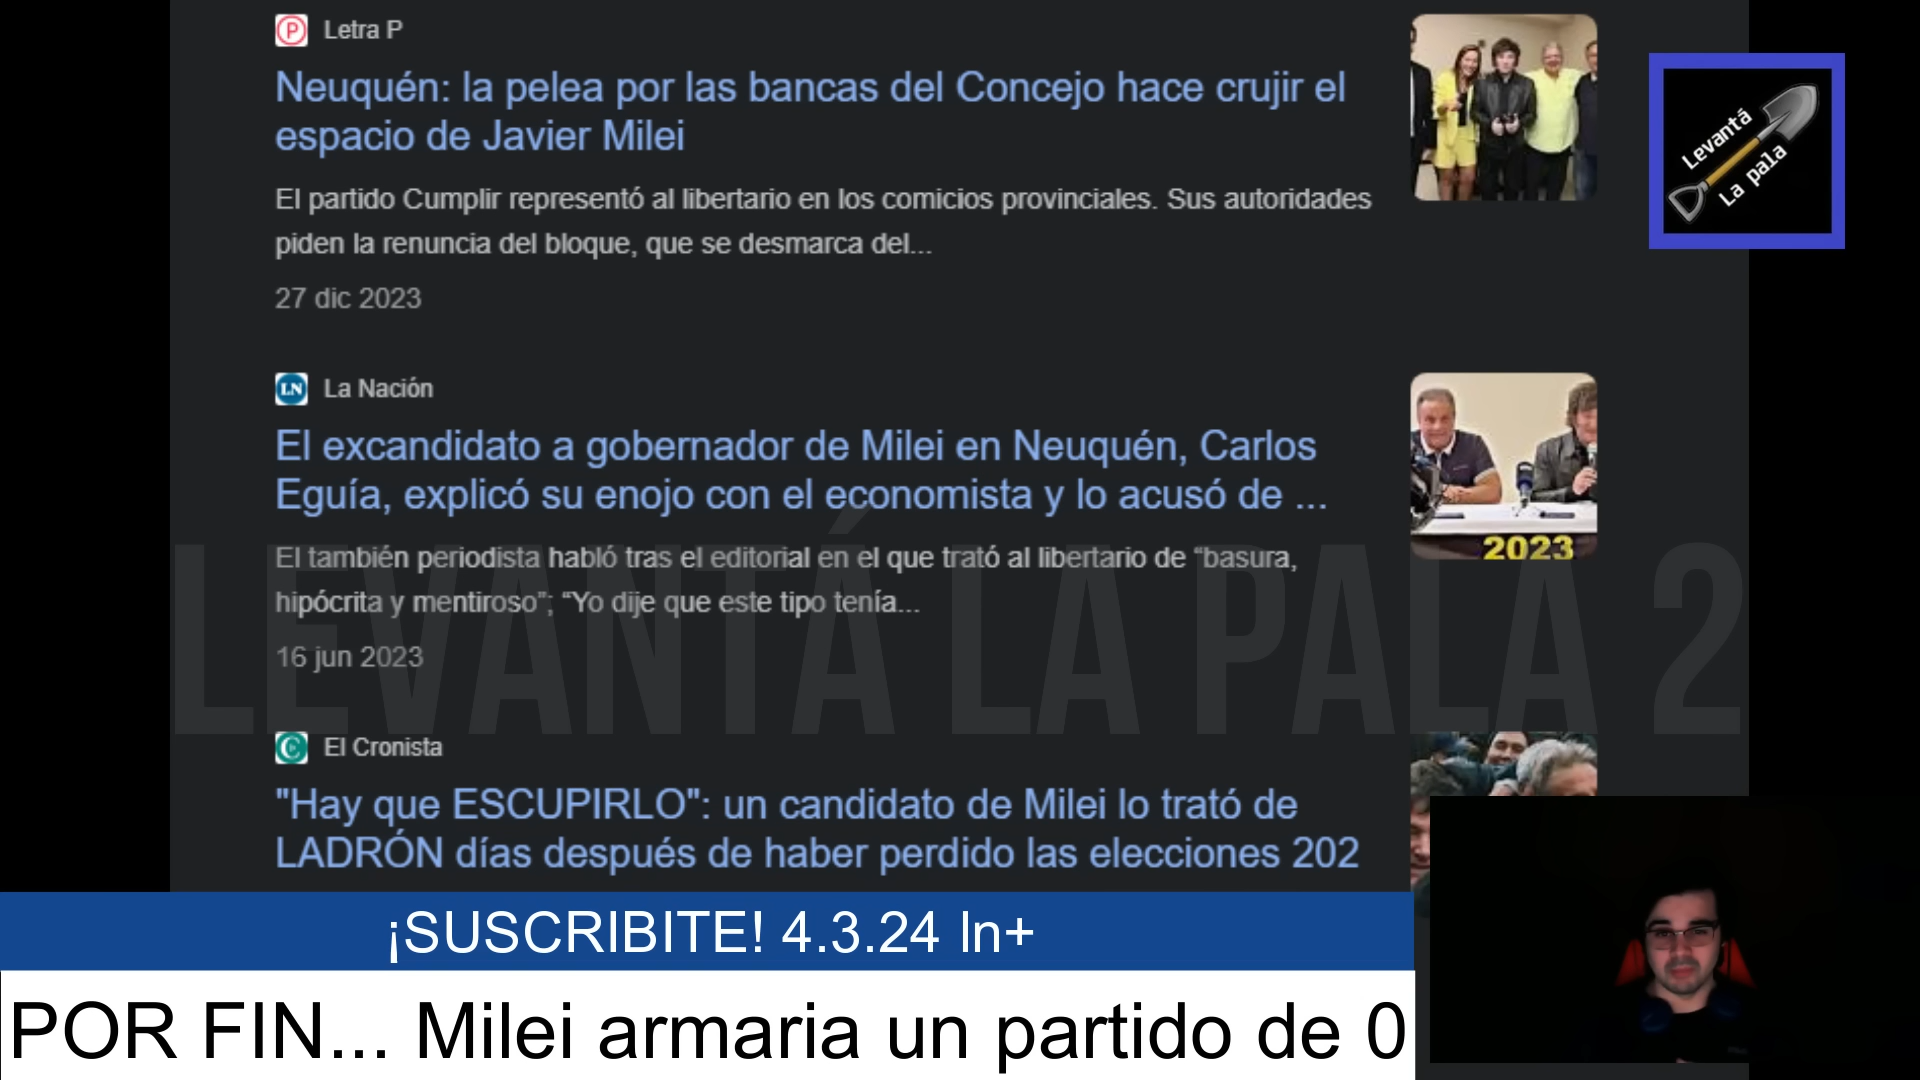 Letra P
Neuquén: la pelea por las bancas del Concejo hace crujir el
espacio de Javier Milei
El partido Cumplir representó al libertario en los comicios provinciales. Sus autoridades
piden la renuncia del bloque, que se desmarca del...
27 dic 2023
Levantá
La pala
LN La Nación
El excandidato a gobernador de Milei en Neuquén, Carlos
Eguía, explicó su enojo con el economista y lo acusó de ...
El también periodista habló tras el editorial en el que trató al libertario de “basura,
hipócrita y mentiroso”; “Yo dije que este tipo tenía...
16 jun 2023
2023
LEVANTÁ LA PALA 2
El Cronista
"Hay que ESCUPIRLO": un candidato de Milei lo trató de
LADRÓN días después de haber perdido las elecciones 202
¡SUSCRIBITE! 4.3.24 ln+
POR FIN... Milei armaria un partido de 0